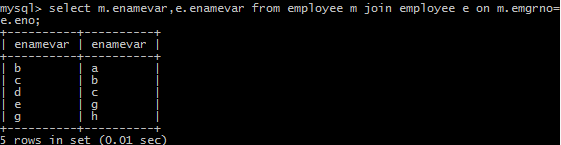 mysql> select m.enamevar,e.enamevar from employee m join employee e on m.emgrno=
e.eno;
+----------+----------+
| enamevar | enamevar |
+----------+----------+
| b        | a        |
| c        | b        |
| d        | c        |
| e        | g        |
| g        | h        |
+----------+----------+
5 rows in set (0.01 sec)